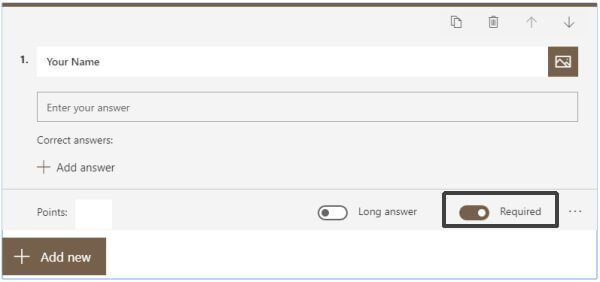 1. Your Name
Enter your answer
Correct answers:
Add answer
Points: Long answer Required
Add new